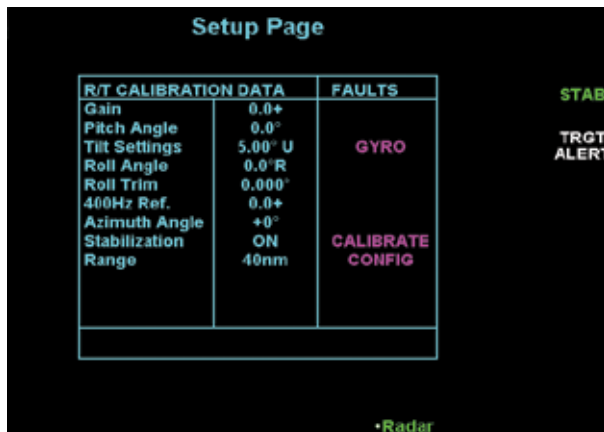 Setup Page
R/T CALIBRATION DATA FAULTS
Gain 0.0+
Pitch Angle 0.0°
Tilt Settings 5.00° U GYRO
Roll Angle 0.0°R
Roll Trim 0.000°
400Hz Ref. 0.0+
Azimuth Angle +0°
Stabilization ON CALIBRATE
Range 40nm CONFIG
STAB
TRGT
ALERT
•Radar